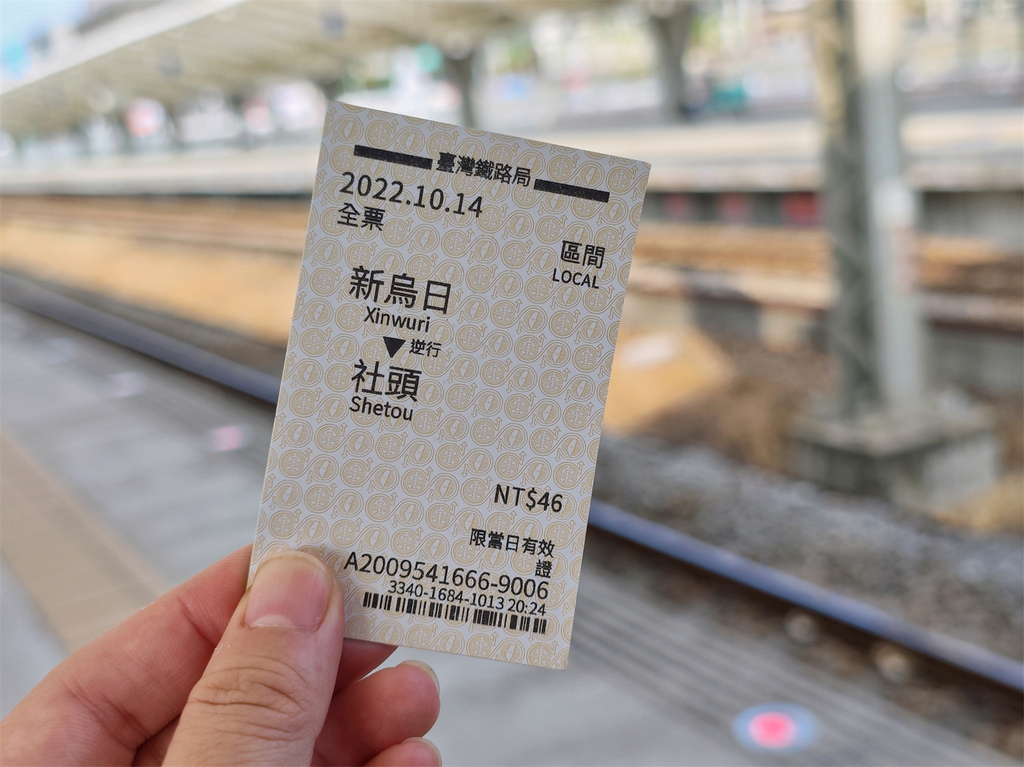 臺灣鐵路局
2022.10.14
全票
區間
LOCAL
新烏日
Xinwuri
▼逆行
社頭
Shetou
NT$46
限當日有效
證
A2009541666-9006
3340-1684-1013 20:24